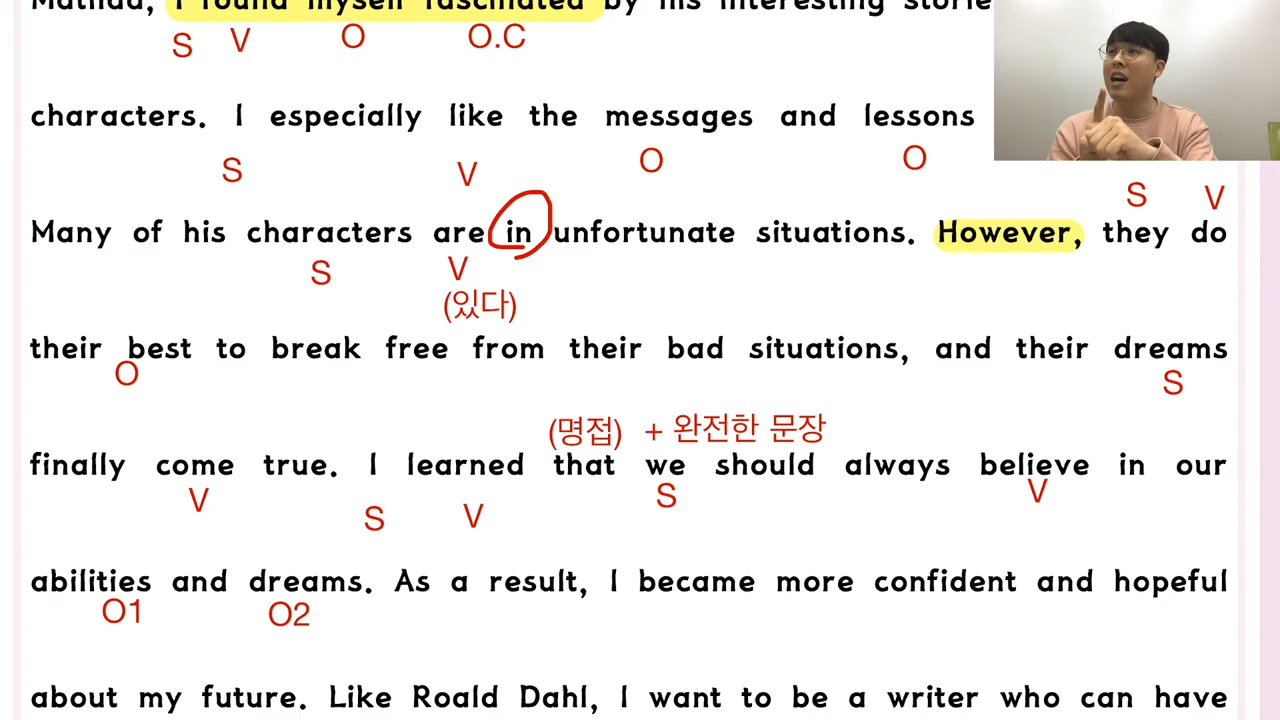 Matilda, I found myself fascinated by his interesting storie
S V O O.C
characters. I especially like the messages and lessons
S V O O
S V
Many of his characters are in unfortunate situations. However, they do
S V
(있다)
their best to break free from their bad situations, and their dreams
O S
(명접) + 완전한 문장
finally come true. I learned that we should always believe in our
V S V S V
abilities and dreams. As a result, I became more confident and hopeful
O1 O2
about my future. Like Roald Dahl, I want to be a writer who can have